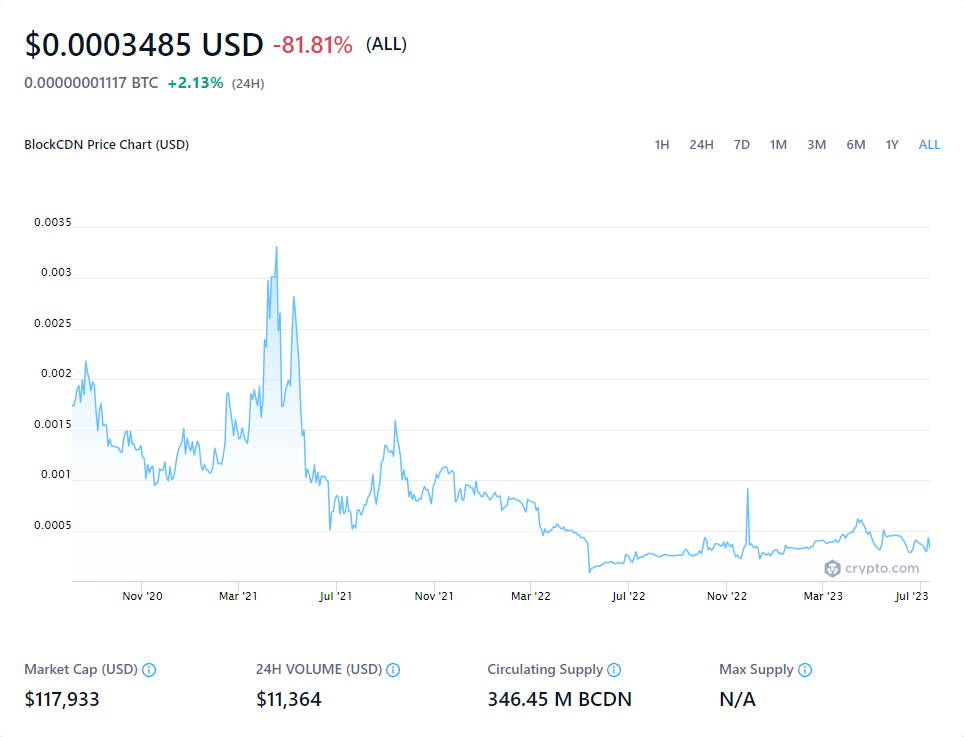 $0.0003485 USD -81.81% (ALL)
0.00000001117 BTC +2.13% (24H)
BlockCDN Price Chart (USD) 1H 24H 7D 1M 3M 6M 1Y ALL
0.0035
0.003
0.0025
0.002
0.0015
0.001
0.0005
crypto.com
Nov '20 Mar '21 Jul '21 Nov '21 Mar '22 Jul '22 Nov '22 Mar '23 Jul '23
Market Cap (USD) 24H VOLUME (USD) Circulating Supply Max Supply
$117,933 $11,364 346.45 M BCDN N/A